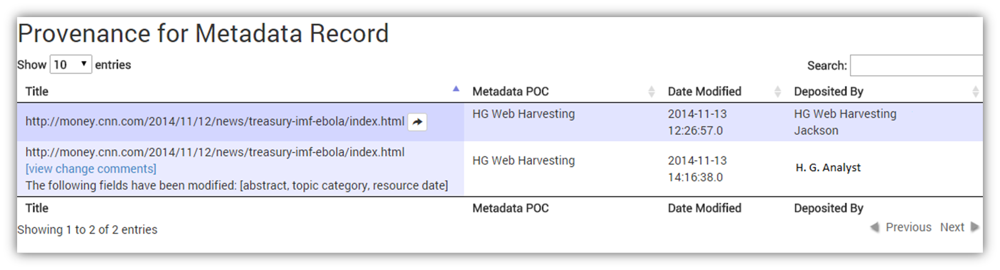 Provenance for Metadata Record
Show 10 entries
Search:
Title Metadata POC Date Modified Deposited By
http://money.cnn.com/2014/11/12/news/treasury-imf-ebola/index.html
HG Web Harvesting
2014-11-13
12:26:57.0
HG Web Harvesting
Jackson
http://money.cnn.com/2014/11/12/news/treasury-imf-ebola/index.html
[view change comments]
The following fields have been modified: [abstract, topic category, resource date]
HG Web Harvesting
2014-11-13
14:16:38.0
H. G. Analyst
Title Metadata POC Date Modified Deposited By
Showing 1 to 2 of 2 entries
Previous Next